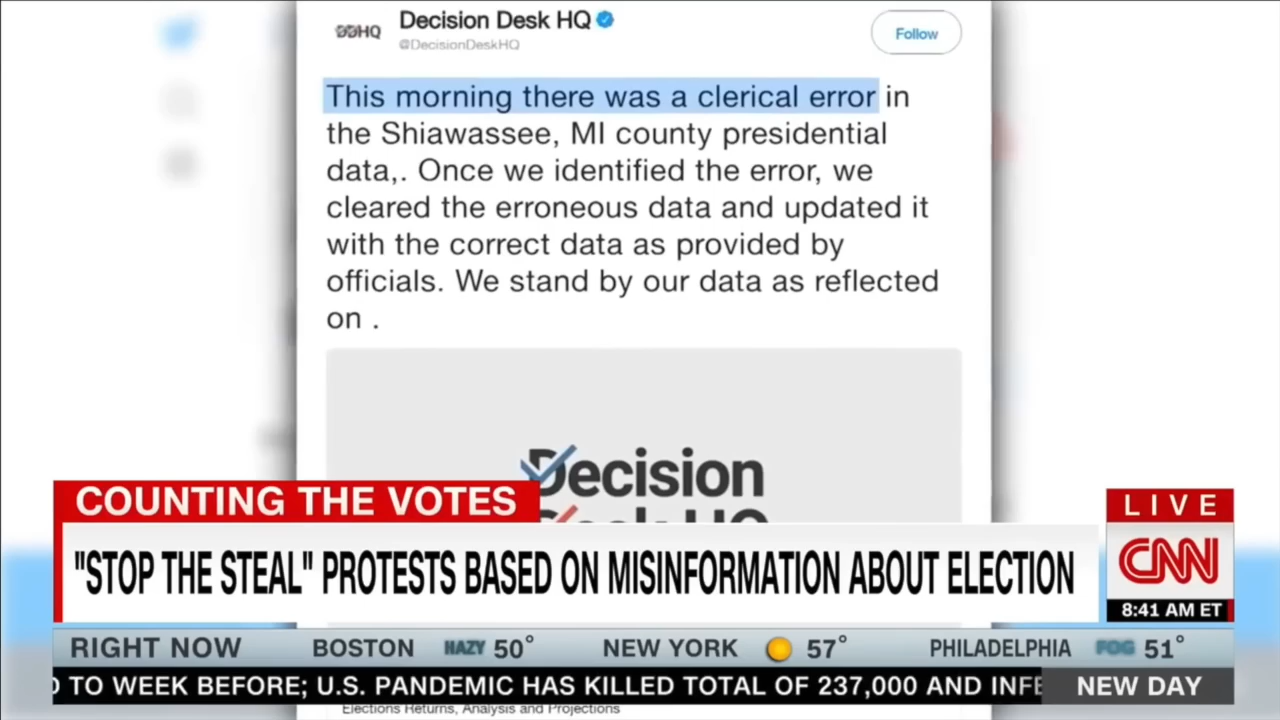 DDHQ
Decision Desk HQ
@DecisionDeskHQ
Follow
This morning there was a clerical error in
the Shiawassee, MI county presidential
data,. Once we identified the error, we
cleared the erroneous data and updated it
with the correct data as provided by
officials. We stand by our data as reflected
on .
Decision
Desk HQ
COUNTING THE VOTES
"STOP THE STEAL" PROTESTS BASED ON MISINFORMATION ABOUT ELECTION
LIVE
CNN
8:41 AM ET
RIGHT NOW BOSTON HAZY 50° NEW YORK 57° PHILADELPHIA FOG 51°
TO WEEK BEFORE; U.S. PANDEMIC HAS KILLED TOTAL OF 237,000 AND INFE
NEW DAY
Elections Returns, Analysis and Projections